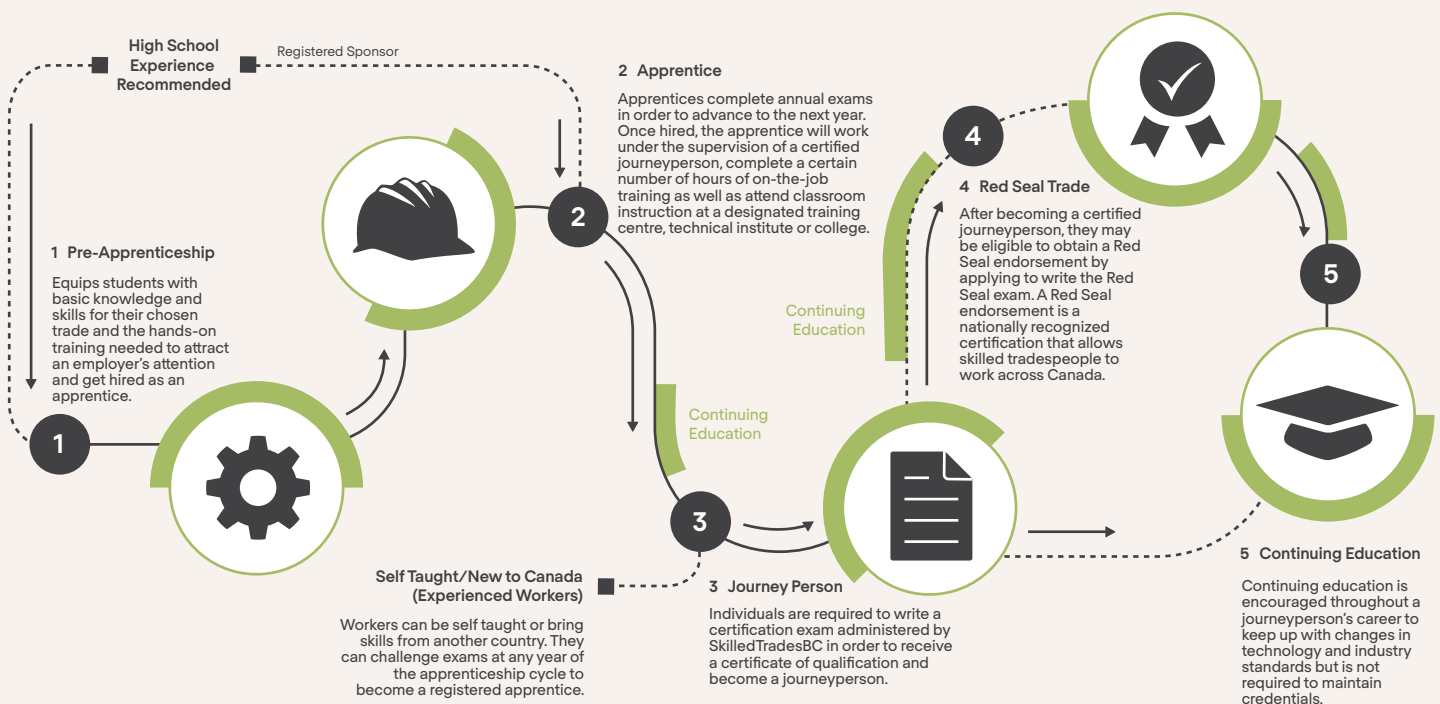 High School
Experience
Recommended
Registered Sponsor
1 Pre-Apprenticeship
Equips students with
basic knowledge and
skills for their chosen
trade and the hands-on
training needed to attract
an employer's attention
and get hired as an
apprentice.
1
2 Apprentice
Apprentices complete annual exams
in order to advance to the next year.
Once hired, the apprentice will work
under the supervision of a certified
journeyperson, complete a certain
number of hours of on-the-job
training as well as attend classroom
instruction at a designated training
centre, technical institute or college.
2
Continuing
Education
3
Self Taught/New to Canada
(Experienced Workers)
Workers can be self taught or bring
skills from another country. They
can challenge exams at any year of
the apprenticeship cycle to
become a registered apprentice.
3 Journey Person
Individuals are required to write a
certification exam administered by
SkilledTradesBC in order to receive
a certificate of qualification and
become a journeyperson.
Continuing
Education
4
4 Red Seal Trade
After becoming a certified
journeyperson, they may
be eligible to obtain a Red
Seal endorsement by
applying to write the Red
Seal exam. A Red Seal
endorsement is a
nationally recognized
certification that allows
skilled tradespeople to
work across Canada.
5
5 Continuing Education
Continuing education is
encouraged throughout a
journeyperson's career to
keep up with changes in
technology and industry
standards but is not
required to maintain
credentials.